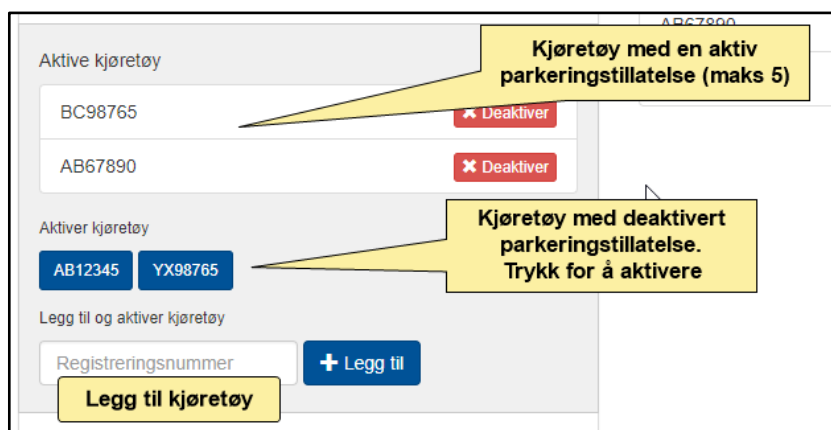 AB67890
Kjøretøy med en aktiv
parkeringstillatelse (maks 5)
Aktive kjøretøy
BC98765
Deaktiver
AB67890
Deaktiver
Kjøretøy med deaktivert
parkeringstillatelse.
Trykk for å aktivere
Aktiver kjøretøy
AB12345 YX98765
Legg til og aktiver kjøretøy
Registreringsnummer
Legg til
Legg til kjøretøy